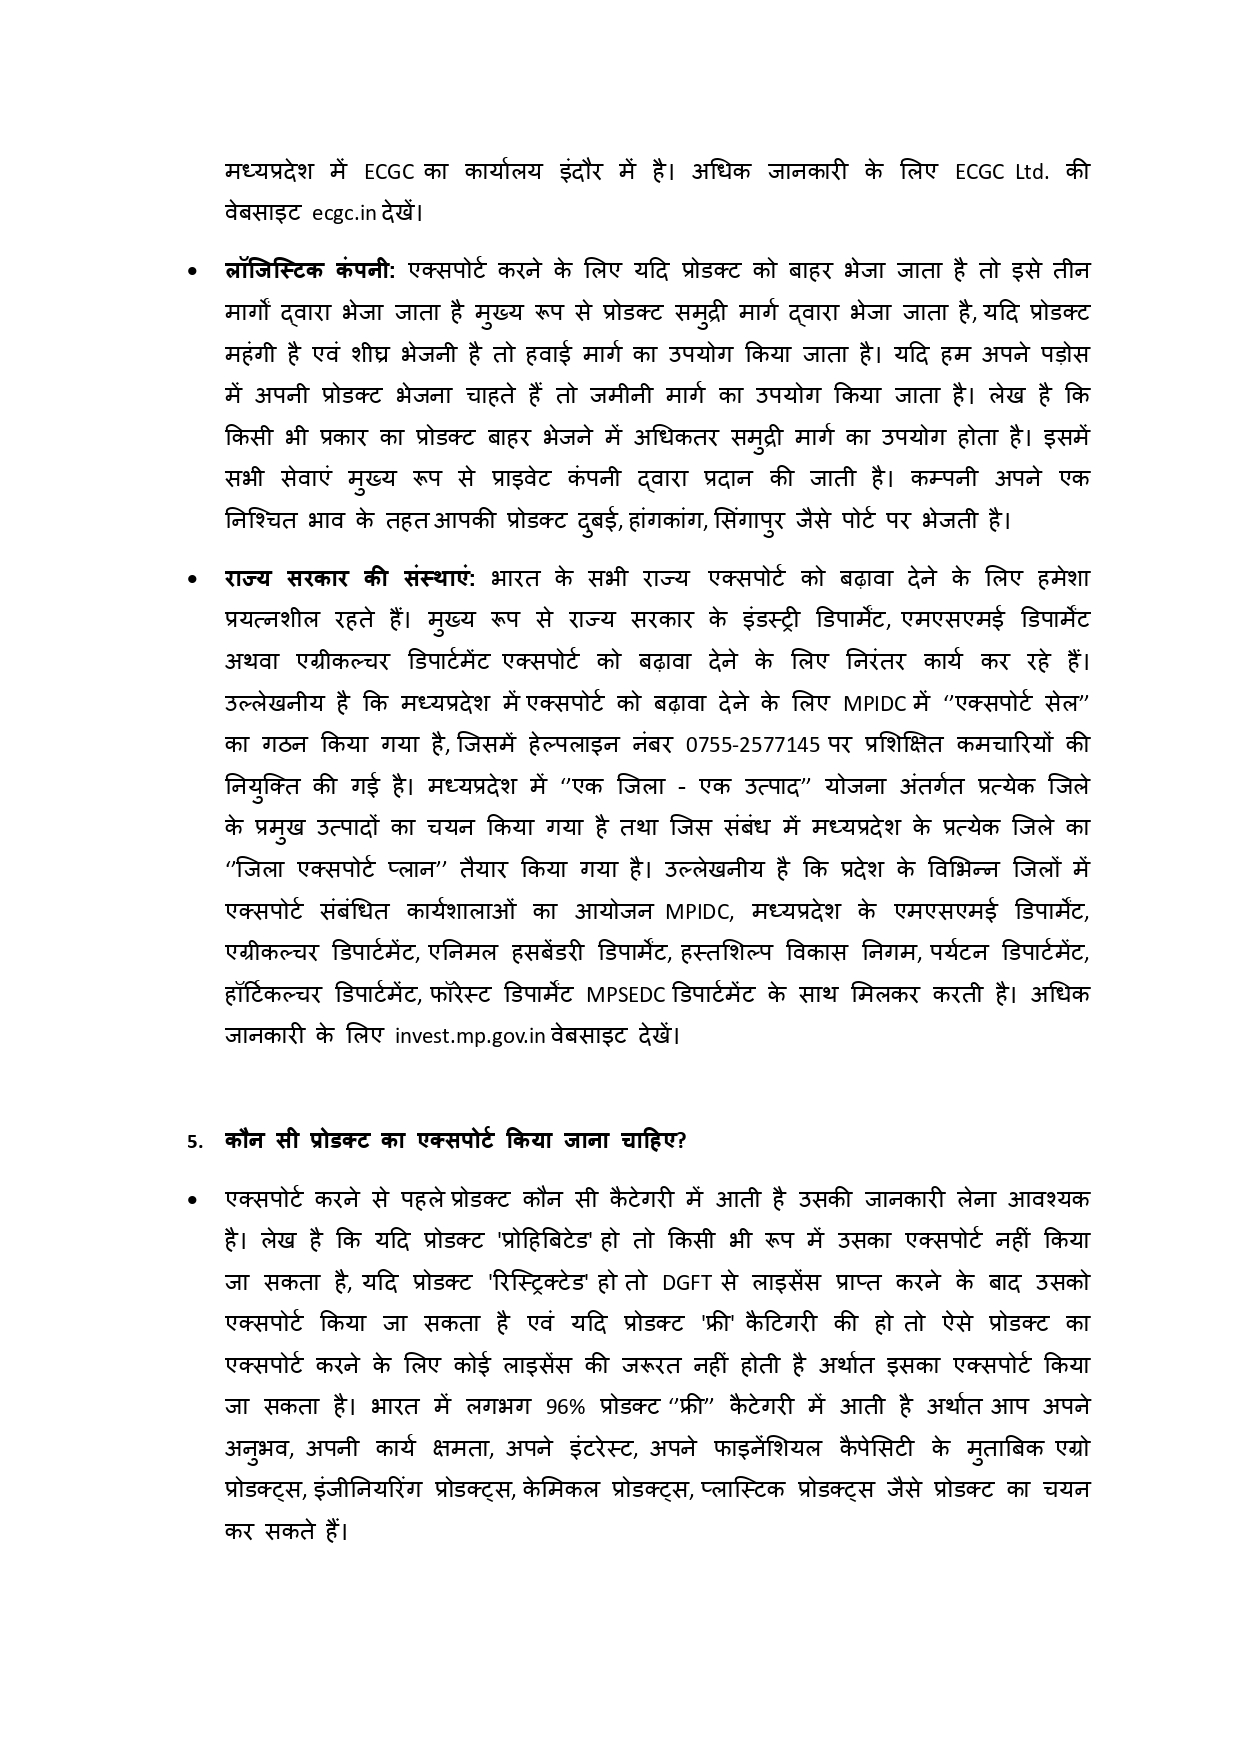 मध्यप्रदेश में ECGC का कार्यालय इंदौर में है। अधिक जानकारी के लिए ECGC Ltd. की
वेबसाइट ecgc.in देखें।
• लॉजिस्टिक कंपनी: एक्सपोर्ट करने के लिए यदि प्रोडक्ट को बाहर भेजा जाता है तो इसे तीन
मार्गों द्वारा भेजा जाता है मुख्य रूप से प्रोडक्ट समुद्री मार्ग द्वारा भेजा जाता है, यदि प्रोडक्ट
महंगी है एवं शीघ्र भेजनी है तो हवाई मार्ग का उपयोग किया जाता है। यदि हम अपने पड़ोस
में अपनी प्रोडक्ट भेजना चाहते हैं तो जमीनी मार्ग का उपयोग किया जाता है। लेख है कि
किसी भी प्रकार का प्रोडक्ट बाहर भेजने में अधिकतर समुद्री मार्ग का उपयोग होता है। इसमें
सभी सेवाएं मुख्य रूप से प्राइवेट कंपनी द्वारा प्रदान की जाती है। कम्पनी अपने एक
निश्चित भाव के तहत आपकी प्रोडक्ट दुबई, हांगकांग, सिंगापुर जैसे पोर्ट पर भेजती है।
• राज्य सरकार की संस्थाएं: भारत के सभी राज्य एक्सपोर्ट को बढ़ावा देने के लिए हमेशा
प्रयत्नशील रहते हैं। मुख्य रूप से राज्य सरकार के इंडस्ट्री डिपार्मेंट, एमएसएमई डिपार्मेंट
अथवा एग्रीकल्चर डिपार्टमेंट एक्सपोर्ट को बढ़ावा देने के लिए निरंतर कार्य कर रहे हैं।
उल्लेखनीय है कि मध्यप्रदेश में एक्सपोर्ट को बढ़ावा देने के लिए MPIDC में ‘’एक्सपोर्ट सेल’’
का गठन किया गया है, जिसमें हेल्पलाइन नंबर 0755-2577145 पर प्रशिक्षित कमचारियों की
नियुक्ति की गई है। मध्यप्रदेश में ‘’एक जिला - एक उत्पाद’’ योजना अंतर्गत प्रत्येक जिले
के प्रमुख उत्पादों का चयन किया गया है तथा जिस संबंध में मध्यप्रदेश के प्रत्येक जिले का
‘’जिला एक्सपोर्ट प्लान’’ तैयार किया गया है। उल्लेखनीय है कि प्रदेश के विभिन्न जिलों में
एक्सपोर्ट संबंधित कार्यशालाओं का आयोजन MPIDC, मध्यप्रदेश के एमएसएमई डिपार्मेंट,
एग्रीकल्चर डिपार्टमेंट, एनिमल हसबेंडरी डिपार्मेंट, हस्तशिल्प विकास निगम, पर्यटन डिपार्टमेंट,
हॉर्टिकल्चर डिपार्टमेंट, फॉरेस्ट डिपार्मेंट MPSEDC डिपार्टमेंट के साथ मिलकर करती है। अधिक
जानकारी के लिए invest.mp.gov.in वेबसाइट देखें।
5. कौन सी प्रोडक्ट का एक्सपोर्ट किया जाना चाहिए?
• एक्सपोर्ट करने से पहले प्रोडक्ट कौन सी कैटेगरी में आती है उसकी जानकारी लेना आवश्यक
है। लेख है कि यदि प्रोडक्ट 'प्रोहिबिटेड' हो तो किसी भी रूप में उसका एक्सपोर्ट नहीं किया
जा सकता है, यदि प्रोडक्ट 'रिस्ट्रिक्टेड' हो तो DGFT से लाइसेंस प्राप्त करने के बाद उसको
एक्सपोर्ट किया जा सकता है एवं यदि प्रोडक्ट 'फ्री' कैटिगरी की हो तो ऐसे प्रोडक्ट का
एक्सपोर्ट करने के लिए कोई लाइसेंस की जरूरत नहीं होती है अर्थात इसका एक्सपोर्ट किया
जा सकता है। भारत में लगभग 96% प्रोडक्ट ‘’फ्री’’ कैटेगरी में आती है अर्थात आप अपने
अनुभव, अपनी कार्य क्षमता, अपने इंटरेस्ट, अपने फाइनेंशियल कैपेसिटी के मुताबिक एग्रो
प्रोडक्ट्स, इंजीनियरिंग प्रोडक्ट्स, केमिकल प्रोडक्ट्स, प्लास्टिक प्रोडक्ट्स जैसे प्रोडक्ट का चयन
कर सकते हैं।